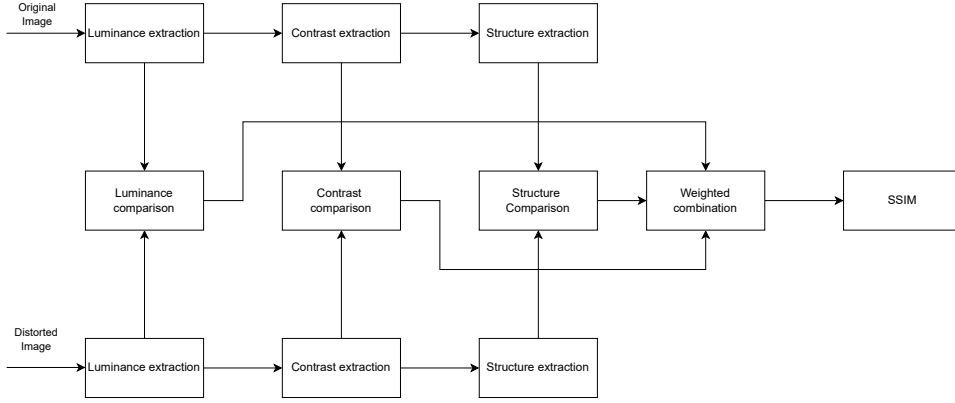 Original
Image
Luminance extraction
Contrast extraction
Structure extraction
Luminance
comparison
Contrast
comparison
Structure
Comparison
Weighted
combination
SSIM
Distorted
Image
Luminance extraction
Contrast extraction
Structure extraction